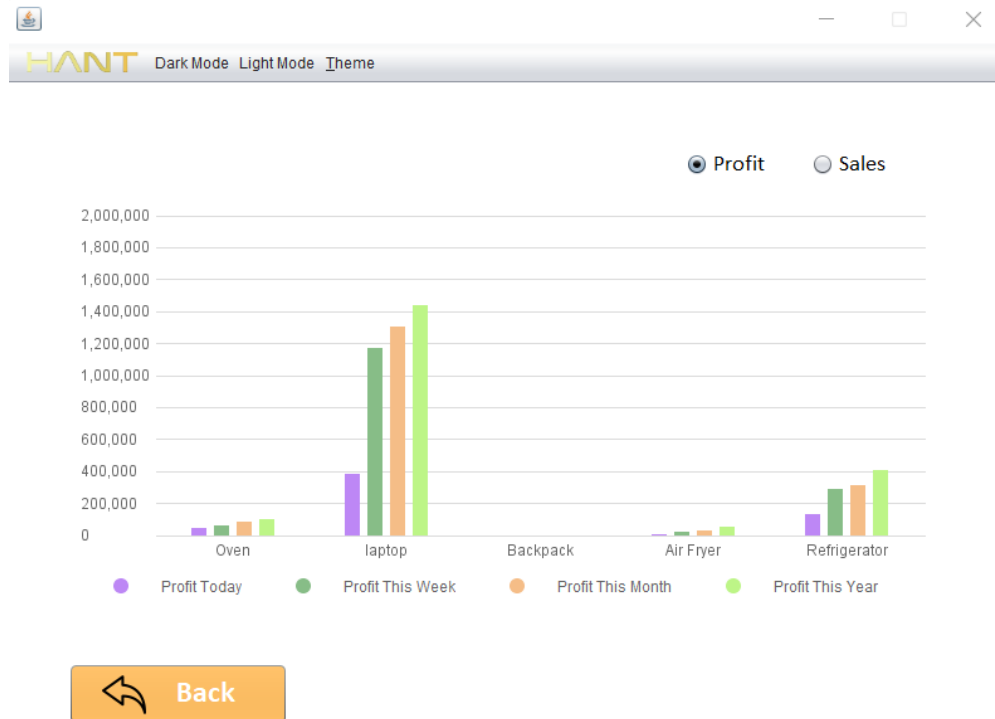 HANT Dark Mode Light Mode Theme
Profit Sales
2,000,000
1,800,000
1,600,000
1,400,000
1,200,000
1,000,000
800,000
600,000
400,000
200,000
0
Oven laptop Backpack Air Fryer Refrigerator
Profit Today Profit This Week Profit This Month Profit This Year
Back